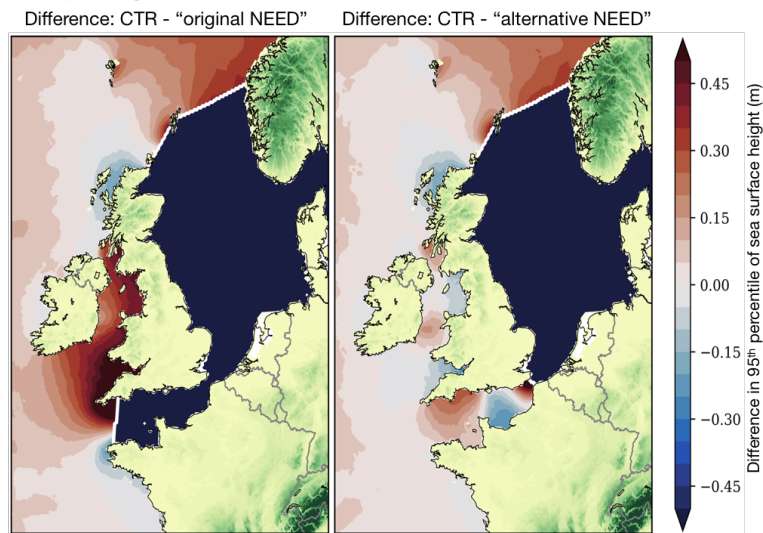 Difference: CTR - “original NEED”
Difference: CTR - “alternative NEED”
0.45
0.30
0.15
0.00
−0.15
−0.30
−0.45
Difference in 95th percentile of sea surface height (m)